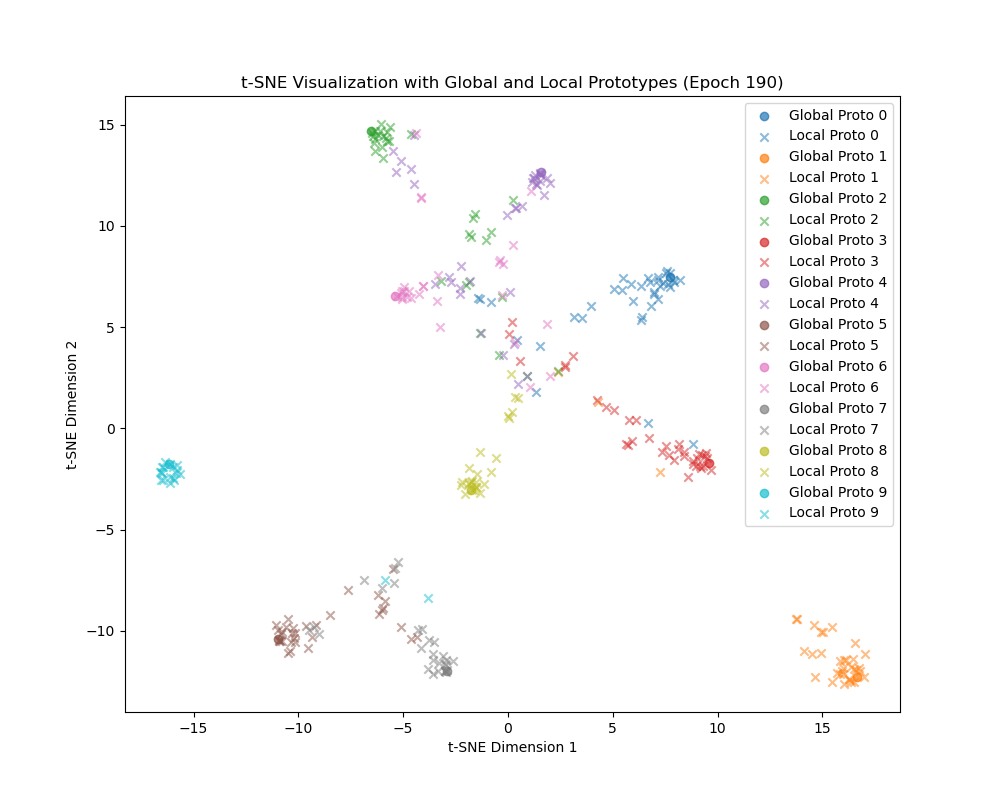 t-SNE Visualization with Global and Local Prototypes (Epoch 190)
Global Proto 0
Local Proto 0
Global Proto 1
Local Proto 1
Global Proto 2
Local Proto 2
Global Proto 3
Local Proto 3
Global Proto 4
Local Proto 4
Global Proto 5
Local Proto 5
Global Proto 6
Local Proto 6
Global Proto 7
Local Proto 7
Global Proto 8
Local Proto 8
Global Proto 9
Local Proto 9
t-SNE Dimension 2
15
10
5
0
−5
−10
−15
−10
−5
0
5
10
15
t-SNE Dimension 1